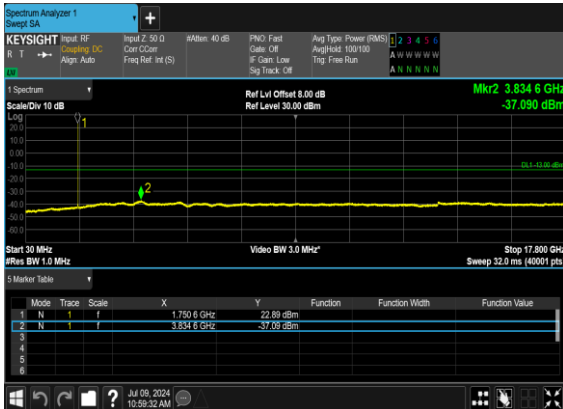 Spectrum Analyzer 1
Swept SA
+
KEYSIGHT Input: RF Input Z: 50 Ω #Atten: 40 dB PNO: Fast Avg Type: Power (RMS) 1 2 3 4 5 6
R T Coupling: DC Corr CCorr Gate: Off Avg|Hold: 100/100 A W W W W W
Align: Auto Freq Ref: Int (S) IF Gain: Low Trig: Free Run
Sig Track: Off A N N N N N
1 Spectrum Ref Lvl Offset 8.00 dB Mkr2 3.834 6 GHz
Scale/Div 10 dB Ref Level 30.00 dBm -37.090 dBm
Log
1
20.0
10.0
0.00
-10.0
DL1 -13.00 dBm
-20.0
-30.0
2
-40.0
-50.0
-60.0
Start 30 MHz Video BW 3.0 MHz* Stop 17.800 GHz
#Res BW 1.0 MHz Sweep 32.0 ms (40001 pts
5 Marker Table
Mode Trace Scale X Y Function Function Width Function Value
1 N 1 f 1.750 6 GHz 22.89 dBm
2 N 1 f 3.834 6 GHz -37.09 dBm
3
4
5
6
? Jul 09, 2024
10:59:32 AM